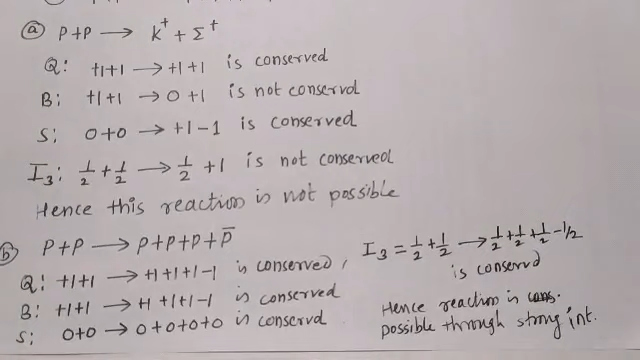 (a) P+P → K⁺ + Σ⁺
Q: +1+1 → +1+1 is conserved
B: +1+1 → 0+1 is not conservd
S: 0+0 → +1-1 is conserved
I₃: 1/2 + 1/2 → 1/2 + 1 is not conserved
Hence this reaction is not possible
(b) P+P → P+P+P+P̄
Q: +1+1 → +1+1+1-1 is conserved,
B: +1+1 → +1+1+1-1 is conserved
S: 0+0 → 0+0+0+0 is conservd
I₃ = 1/2 + 1/2 → 1/2 + 1/2 + 1/2 - 1/2
is conservd
Hence reaction is
possible through strong int.